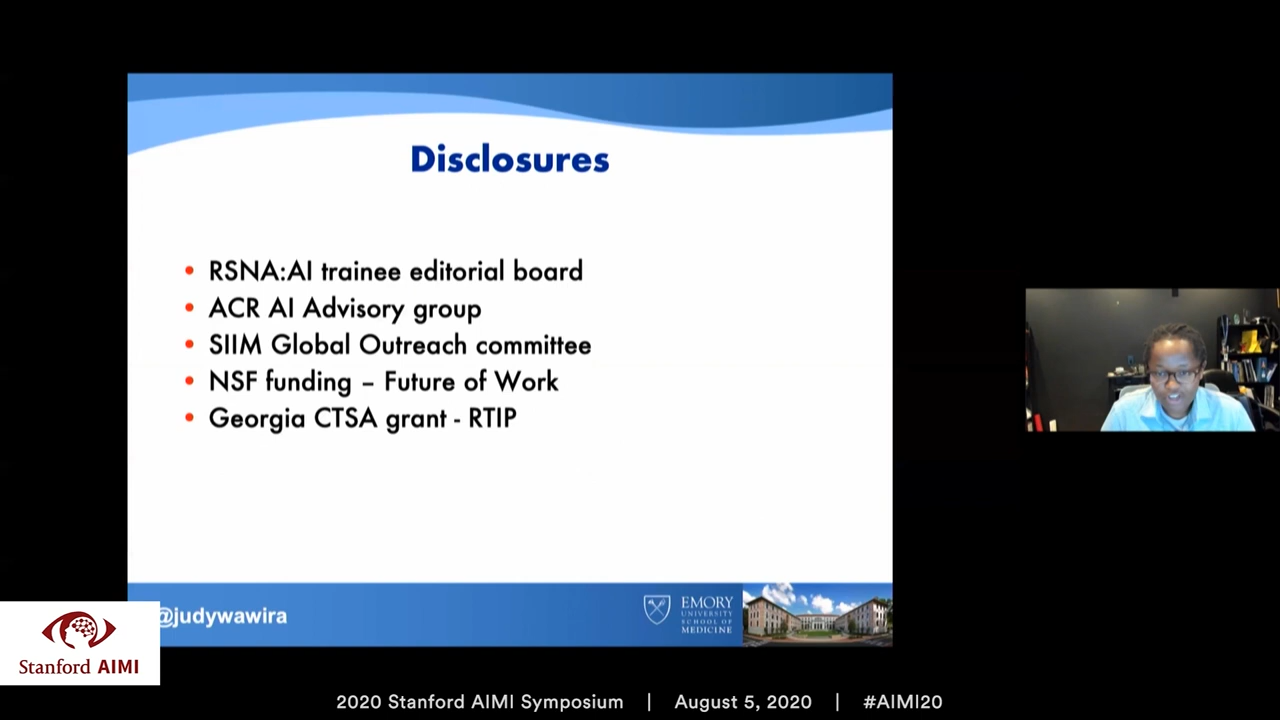 Disclosures
• RSNA:AI trainee editorial board
• ACR AI Advisory group
• SIIM Global Outreach committee
• NSF funding – Future of Work
• Georgia CTSA grant - RTIP
@judywawira
EMORY
UNIVERSITY
SCHOOL OF
MEDICINE
Stanford AIMI
2020 Stanford AIMI Symposium | August 5, 2020 | #AIMI20